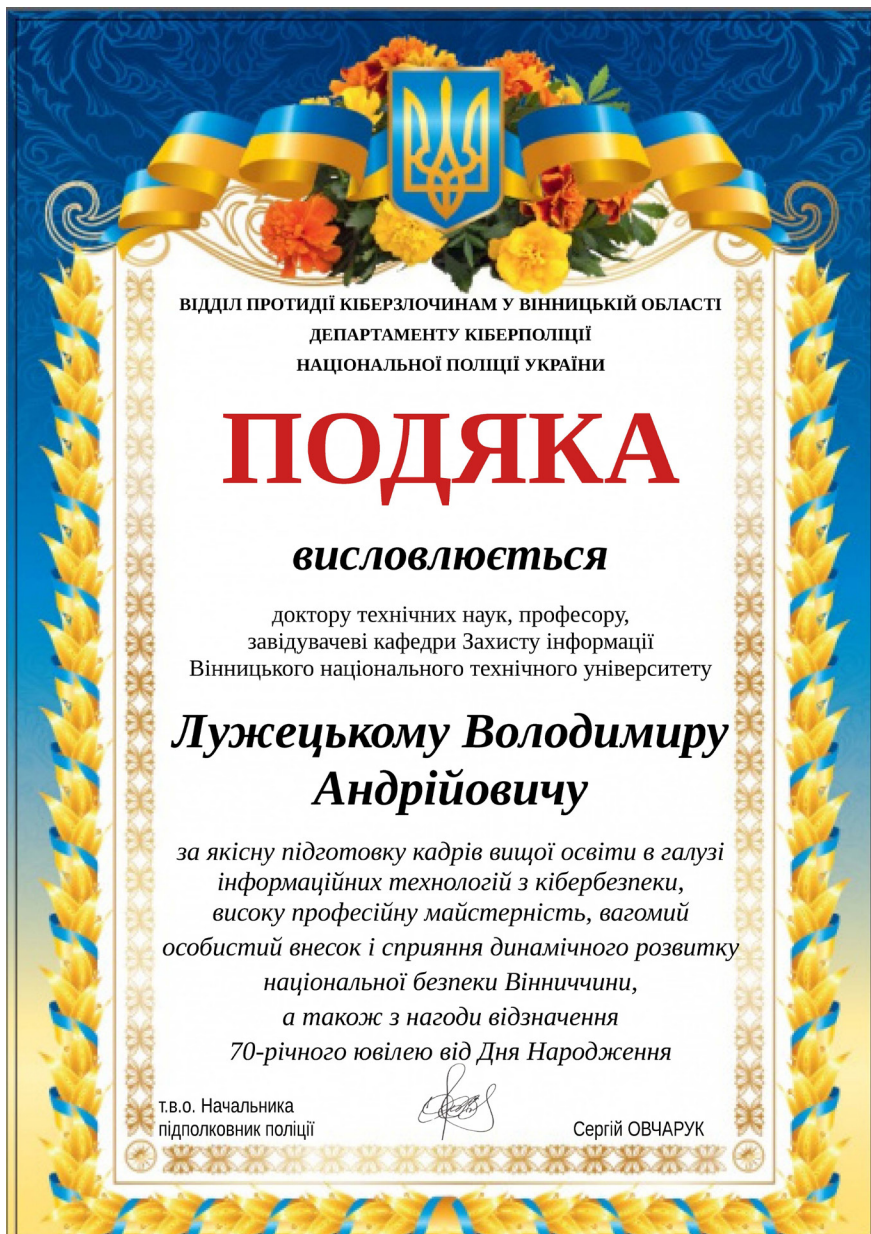 ВІДДІЛ ПРОТИДІЇ КІБЕРЗЛОЧИНАМ У ВІННИЦЬКІЙ ОБЛАСТІ
ДЕПАРТАМЕНТУ КІБЕРПОЛІЦІЇ
НАЦІОНАЛЬНОЇ ПОЛІЦІЇ УКРАЇНИ
ПОДЯКА
висловлюється
доктору технічних наук, професору,
завідувачеві кафедри Захисту інформації
Вінницького національного технічного університету
Лужецькому Володимиру
Андрійовичу
за якісну підготовку кадрів вищої освіти в галузі
інформаційних технологій з кібербезпеки,
високу професійну майстерність, вагомий
особистий внесок і сприяння динамічного розвитку
національної безпеки Вінниччини,
а також з нагоди відзначення
70-річного ювілею від Дня Народження
т.в.о. Начальника
підполковник поліції
Сергій ОВЧАРУК